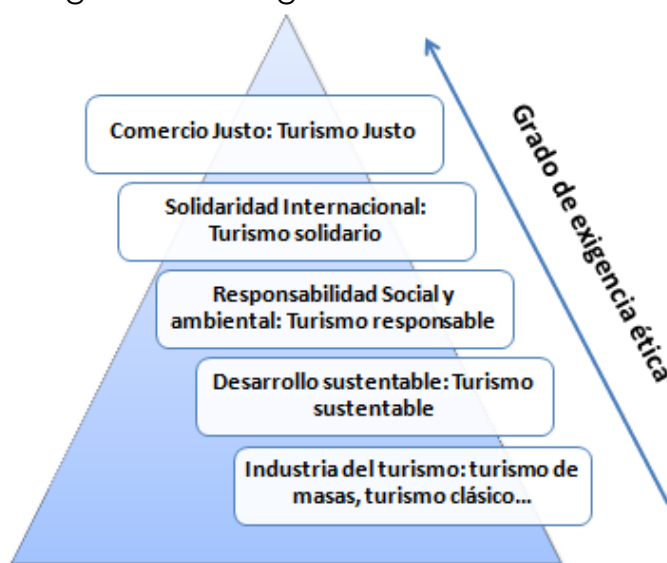 Comercio Justo: Turismo Justo
Solidaridad Internacional:
Turismo solidario
Responsabilidad Social y
ambiental: Turismo responsable
Desarrollo sustentable: Turismo
sustentable
Industria del turismo: turismo de
masas, turismo clásico...
Grado de exigencia ética